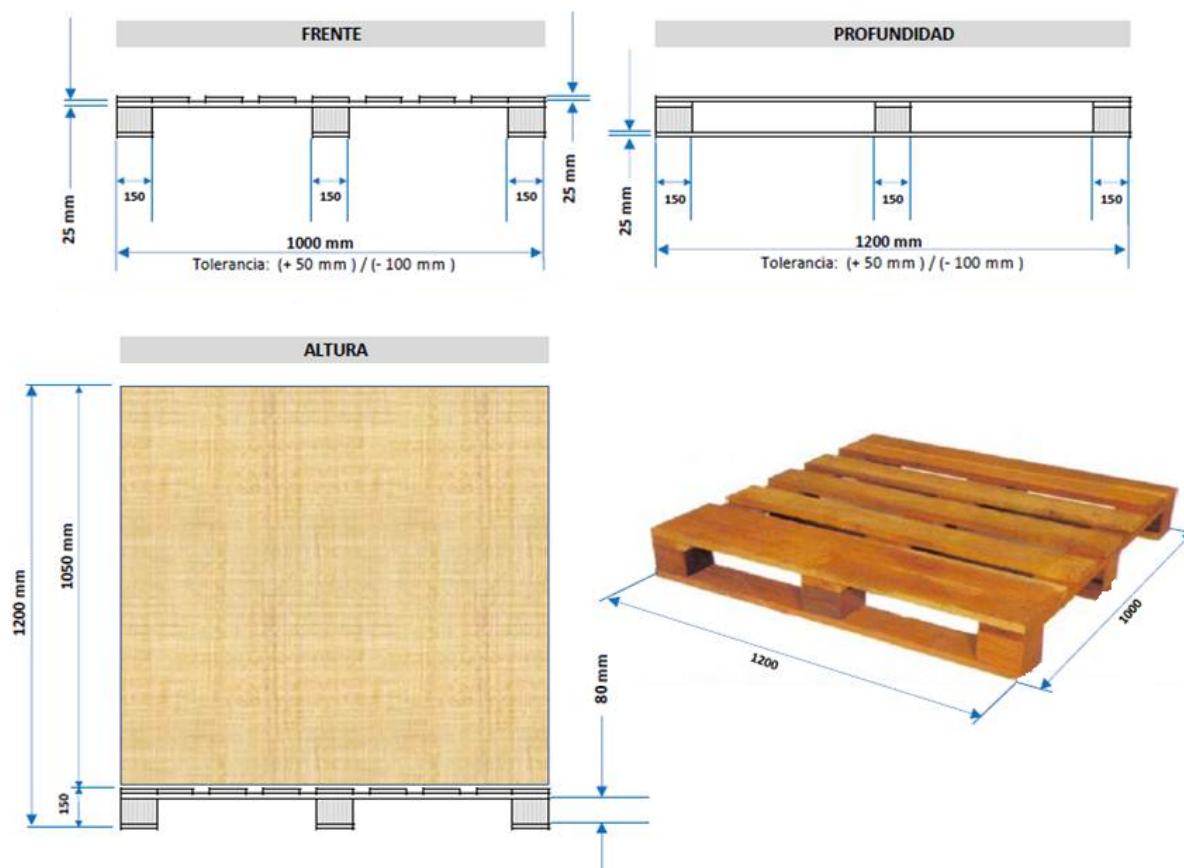 FRENTE
25 mm
150
150
150
25 mm
1000 mm
Tolerancia: (+ 50 mm ) / (- 100 mm )
PROFUNDIDAD
25 mm
150
150
150
1200 mm
Tolerancia: (+ 50 mm ) / (- 100 mm )
ALTURA
1200 mm
1050 mm
150
80 mm
1200
1000